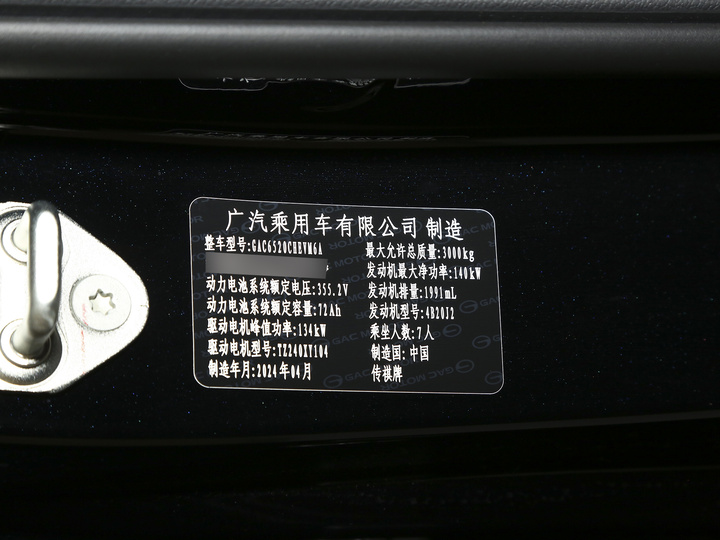 广汽乘用车有限公司 制造
整车型号:GAC6520CHEVM6A
最大允许总质量:3000kg
发动机最大净功率:140kW
动力电池系统额定电压:355.2V
发动机排量:1991mL
动力电池系统额定容量:72Ah
发动机型号:4B20J2
驱动电机峰值功率:134kW
乘坐人数:7人
驱动电机型号:TZ240XY104
制造国:中国
制造年月:2024年04月
传祺牌
GAC MOTOR